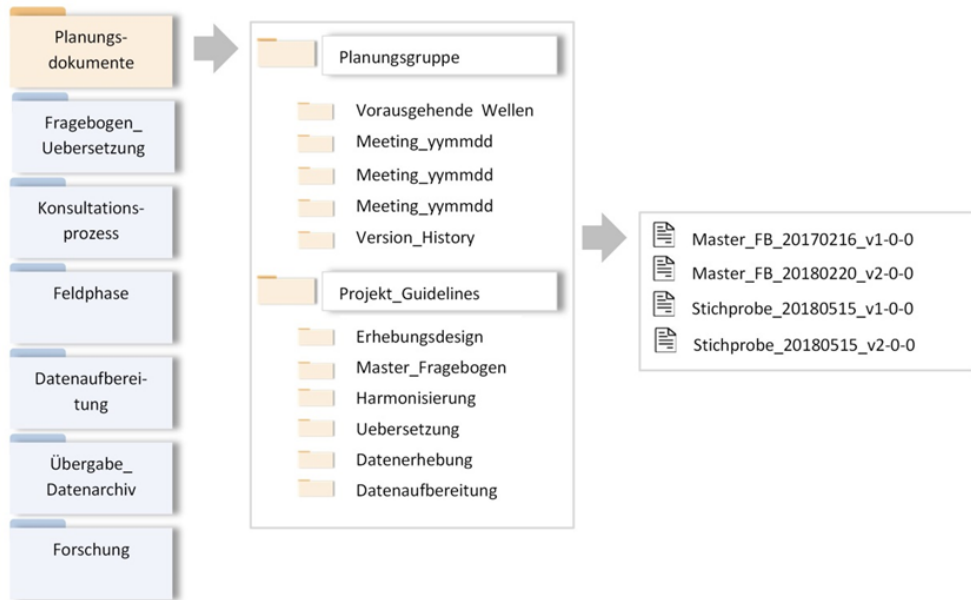 Planungs-
dokumente
Fragebogen_
Uebersetzung
Konsultations-
prozess
Feldphase
Datenaufberei-
tung
Übergabe_
Datenarchiv
Forschung
Planungsgruppe
Vorausgehende Wellen
Meeting_yymmdd
Meeting_yymmdd
Meeting_yymmdd
Version_History
Projekt_Guidelines
Erhebungsdesign
Master_Fragebogen
Harmonisierung
Uebersetzung
Datenerhebung
Datenaufbereitung
Master_FB_20170216_v1-0-0
Master_FB_20180220_v2-0-0
Stichprobe_20180515_v1-0-0
Stichprobe_20180515_v2-0-0